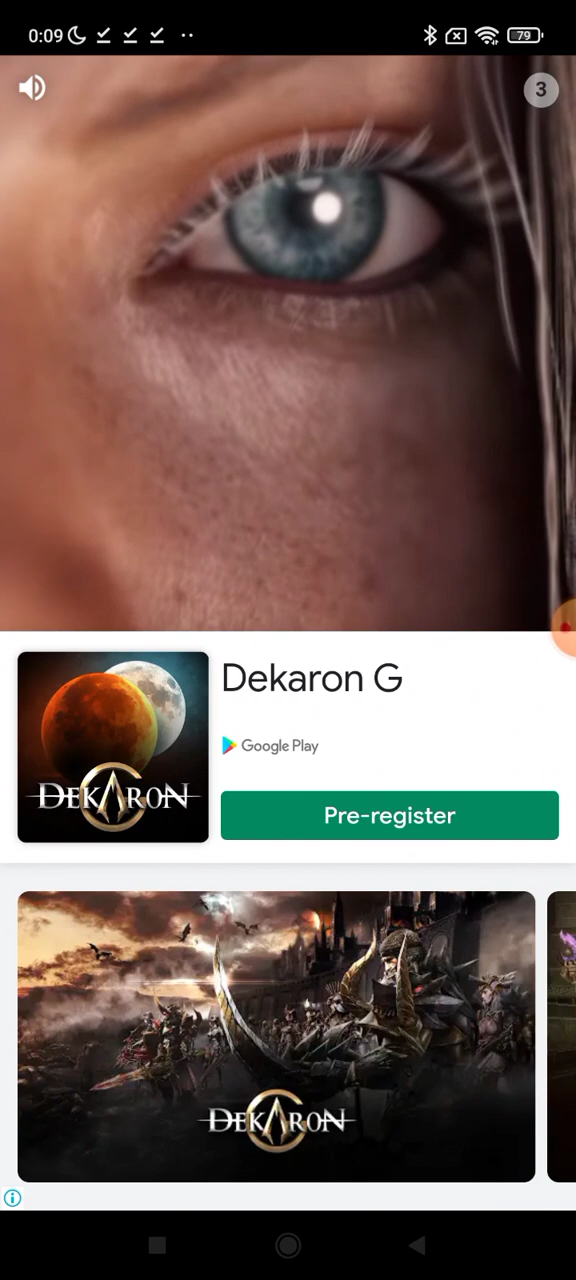 0:09
79
3
Dekaron G
Google Play
Pre-register
DEKARON
DEKARON